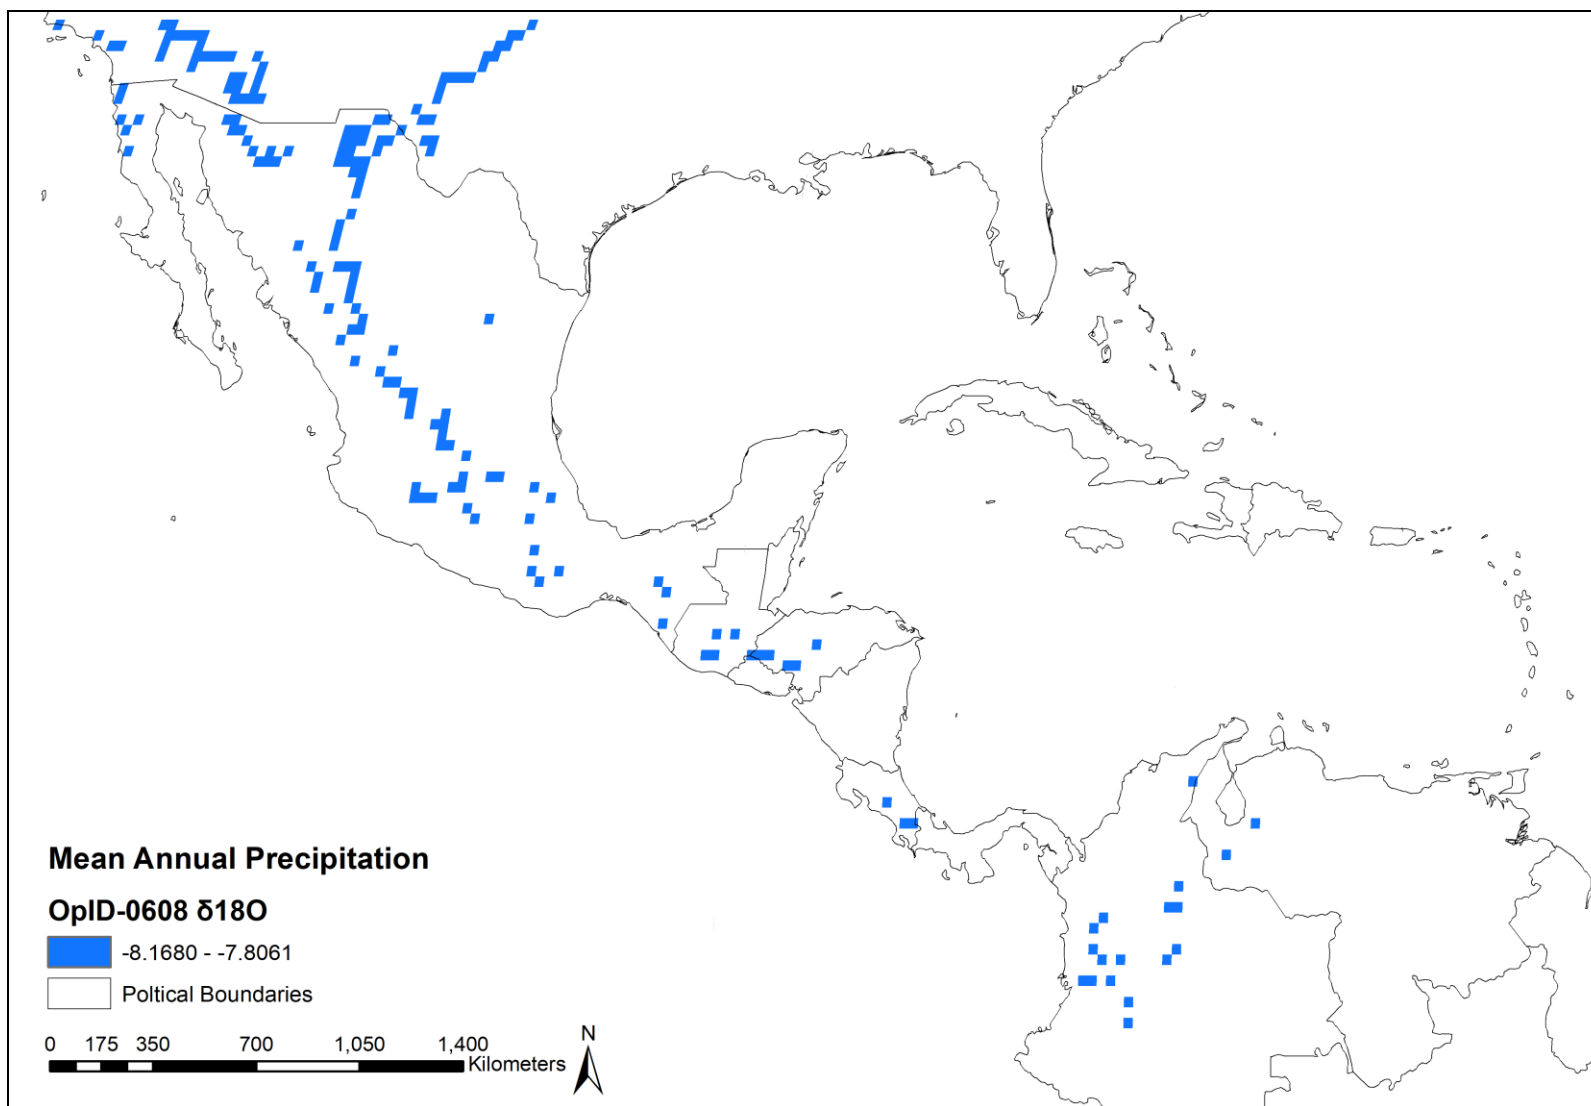 Mean Annual Precipitation
OpID-0608 δ18O
-8.1680 - -7.8061
Poltical Boundaries
0 175 350 700 1,050 1,400
Kilometers
N